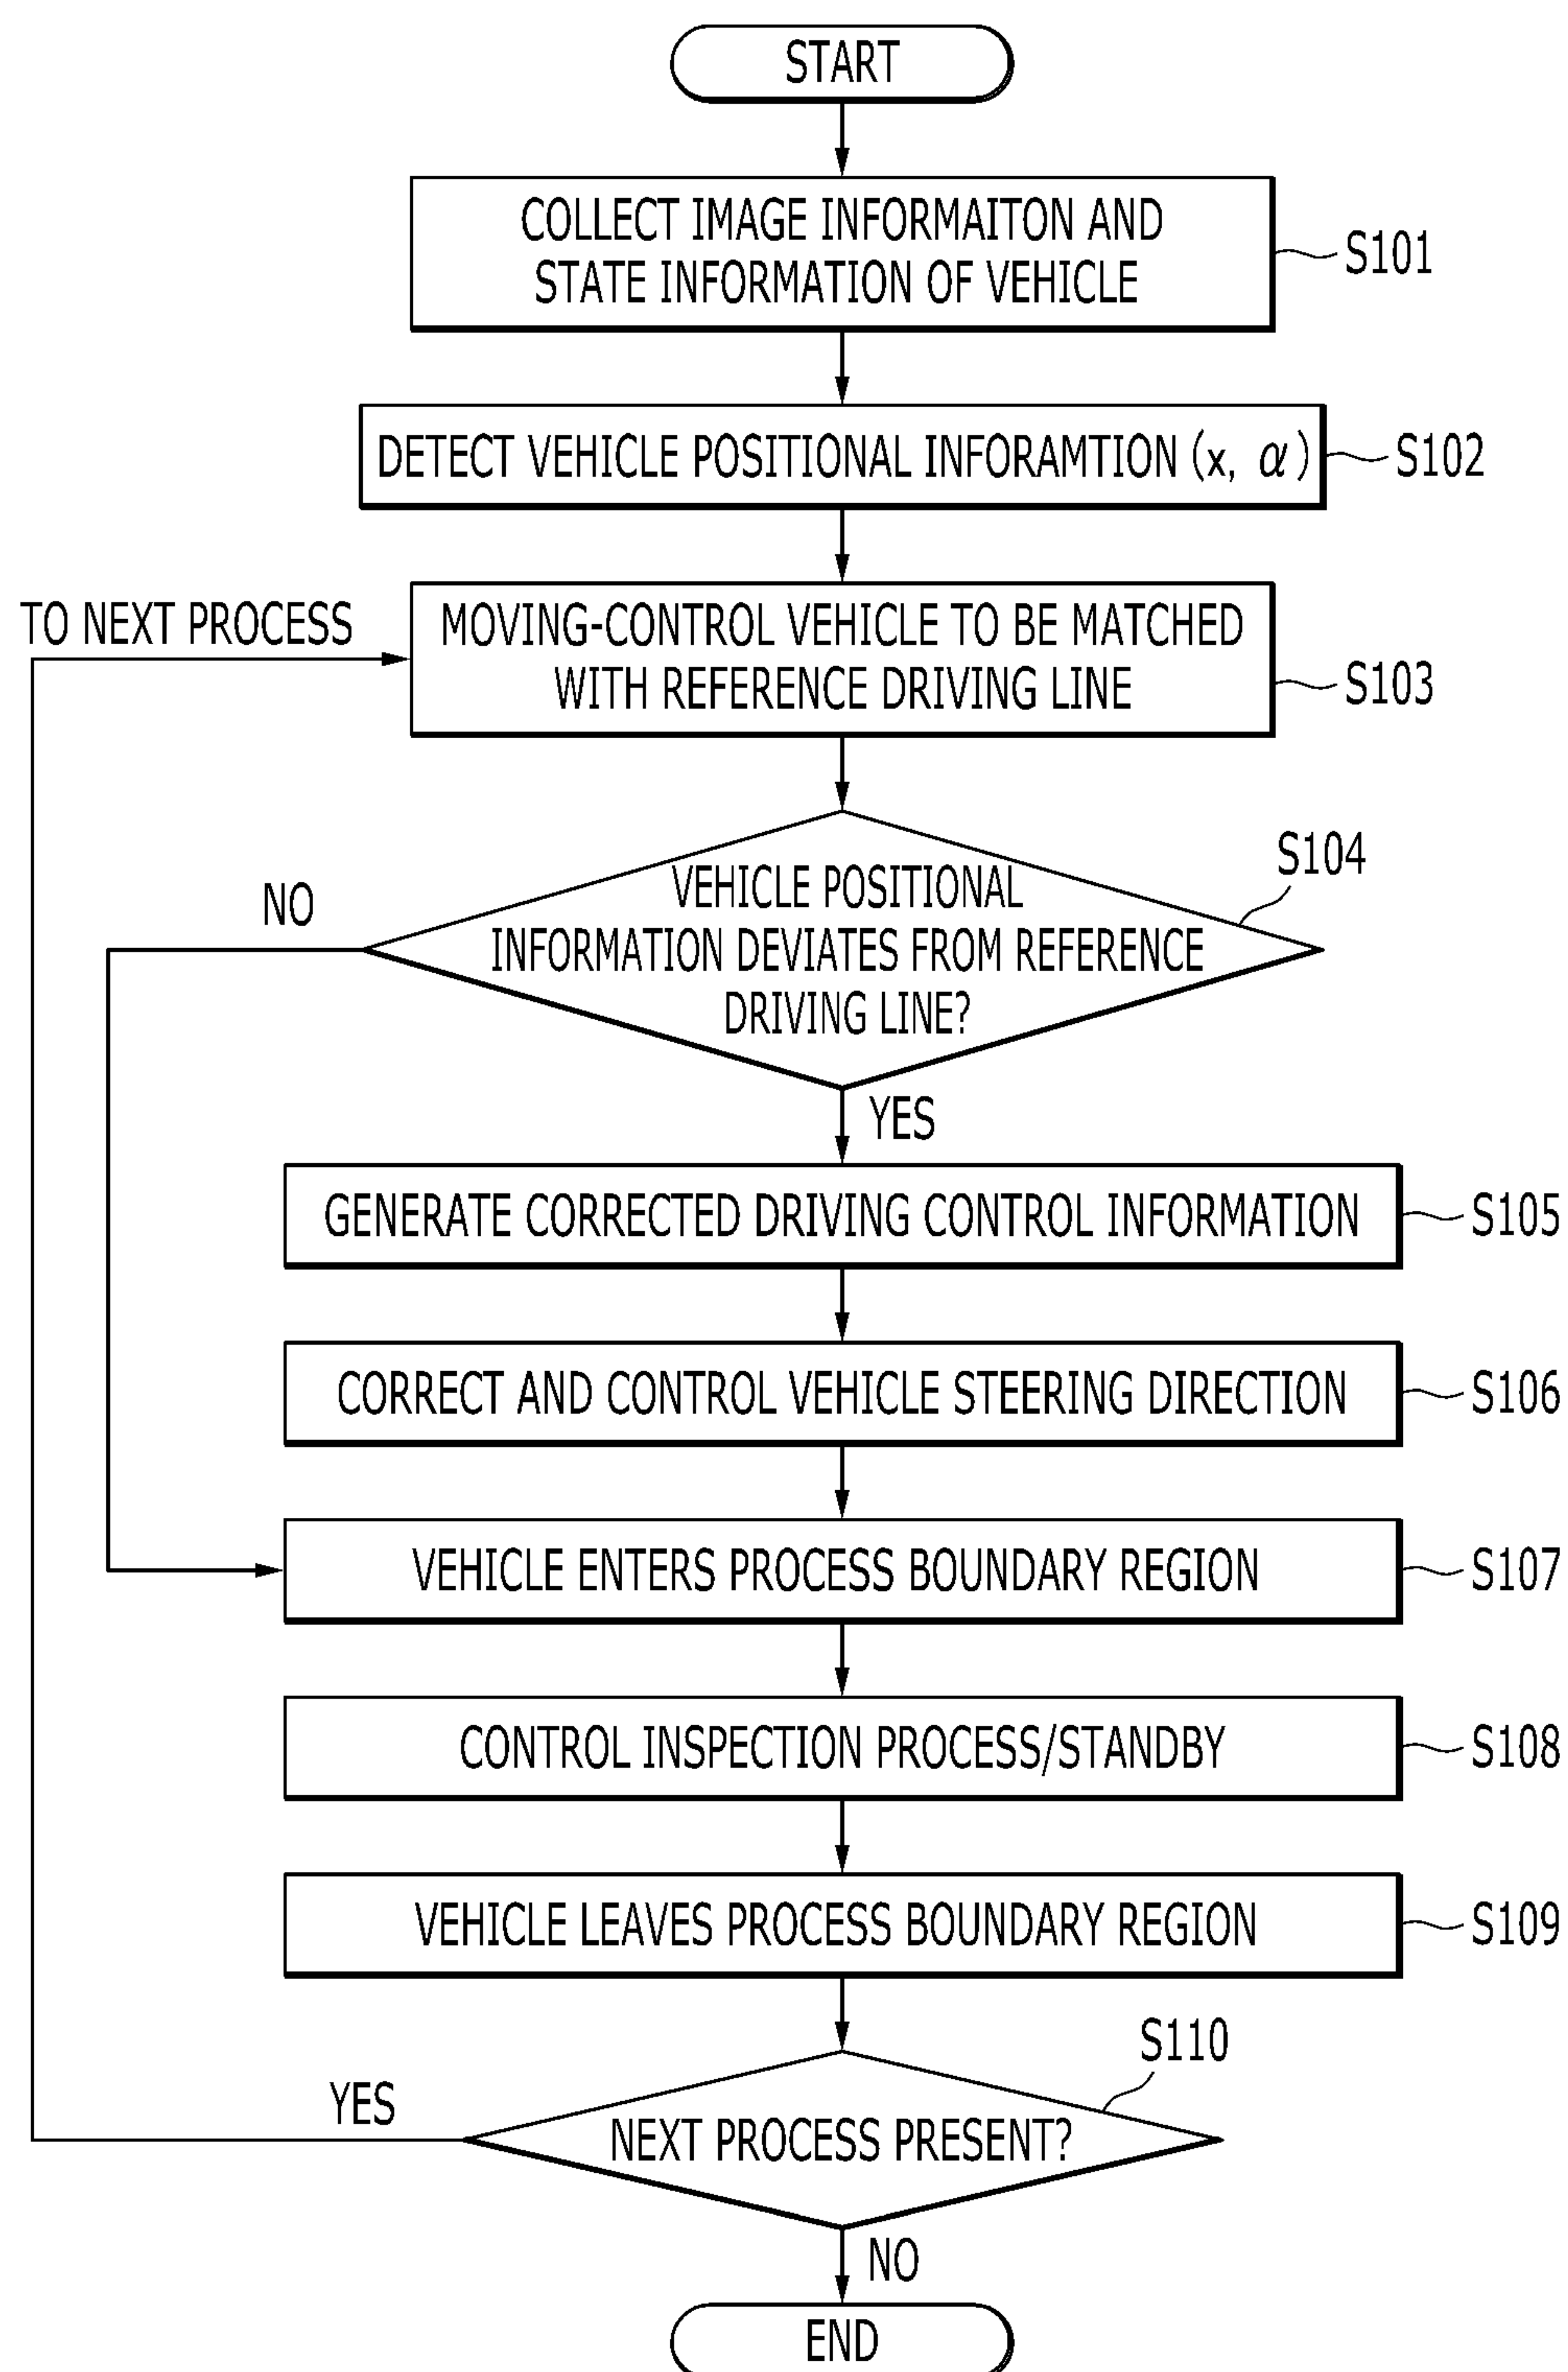 START
COLLECT IMAGE INFORMAITON AND
STATE INFORMATION OF VEHICLE
S101
DETECT VEHICLE POSITIONAL INFORAMTION (x, α)
S102
TO NEXT PROCESS
MOVING-CONTROL VEHICLE TO BE MATCHED
WITH REFERENCE DRIVING LINE
S103
S104
NO
VEHICLE POSITIONAL
INFORMATION DEVIATES FROM REFERENCE
DRIVING LINE?
YES
GENERATE CORRECTED DRIVING CONTROL INFORMATION
S105
CORRECT AND CONTROL VEHICLE STEERING DIRECTION
S106
VEHICLE ENTERS PROCESS BOUNDARY REGION
S107
CONTROL INSPECTION PROCESS/STANDBY
S108
VEHICLE LEAVES PROCESS BOUNDARY REGION
S109
S110
YES
NEXT PROCESS PRESENT?
NO
END